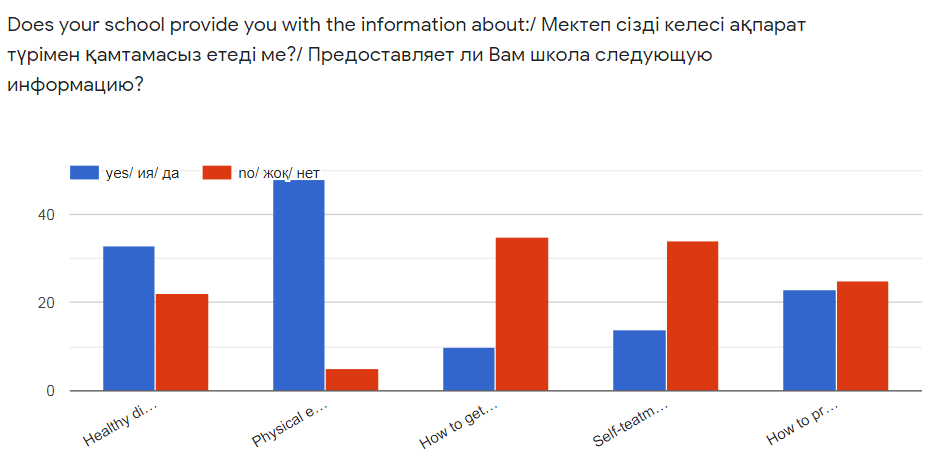 Does your school provide you with the information about:/ Мектеп сізді келесі ақпарат
түрімен қамтамасыз етеді ме?/ Предоставляет ли Вам школа следующую
информацию?
yes/ ия/ да
no/ жоқ/ нет
40
20
0
Healthy di...
Physical e...
How to get...
Self-teatm...
How to pr...